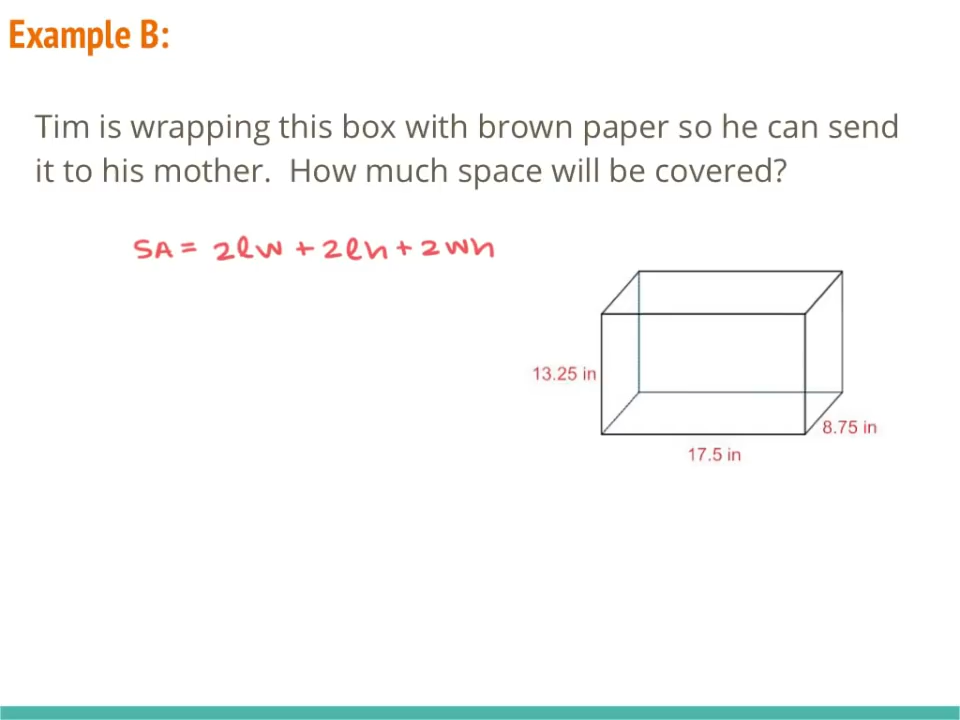 Example B:
Tim is wrapping this box with brown paper so he can send
it to his mother.  How much space will be covered?
SA = 2lw + 2lh + 2wh
13.25 in
8.75 in
17.5 in